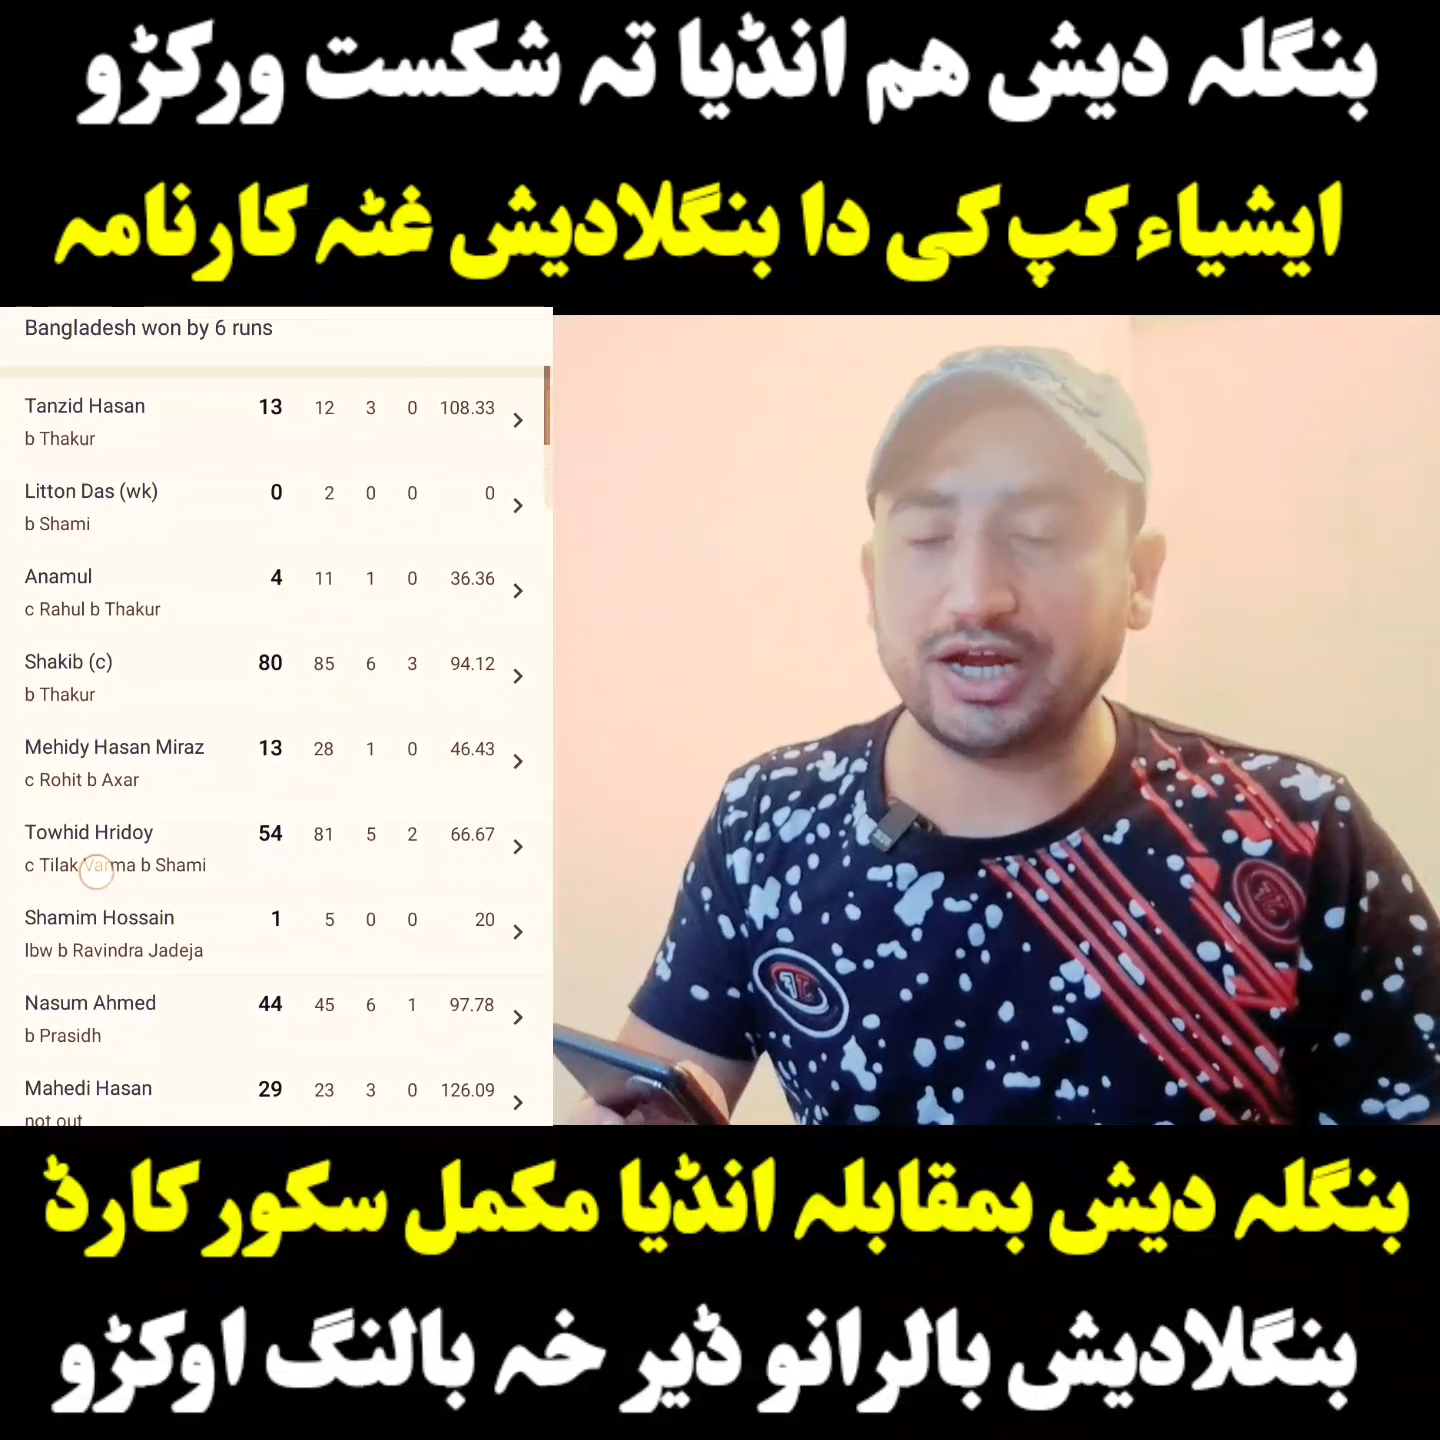 بنگلہ دیش ھم انڈیا تہ شکست ورکڑو
ایشیاء کپ کی دا بنگلادیش غٹہ کارنامہ
Bangladesh won by 6 runs
Tanzid Hasan 13 12 3 0 108.33
b Thakur
Litton Das (wk) 0 2 0 0 0
b Shami
Anamul 4 11 1 0 36.36
c Rahul b Thakur
Shakib (c) 80 85 6 3 94.12
b Thakur
Mehidy Hasan Miraz 13 28 1 0 46.43
c Rohit b Axar
Towhid Hridoy 54 81 5 2 66.67
c Tilak Varma b Shami
Shamim Hossain 1 5 0 0 20
lbw b Ravindra Jadeja
Nasum Ahmed 44 45 6 1 97.78
b Prasidh
Mahedi Hasan 29 23 3 0 126.09
not out
بنگلہ دیش بمقابلہ انڈیا مکمل سکور کارڈ
بنگلادیش بالرانو ڈیر خہ بالنگ اوکڑو